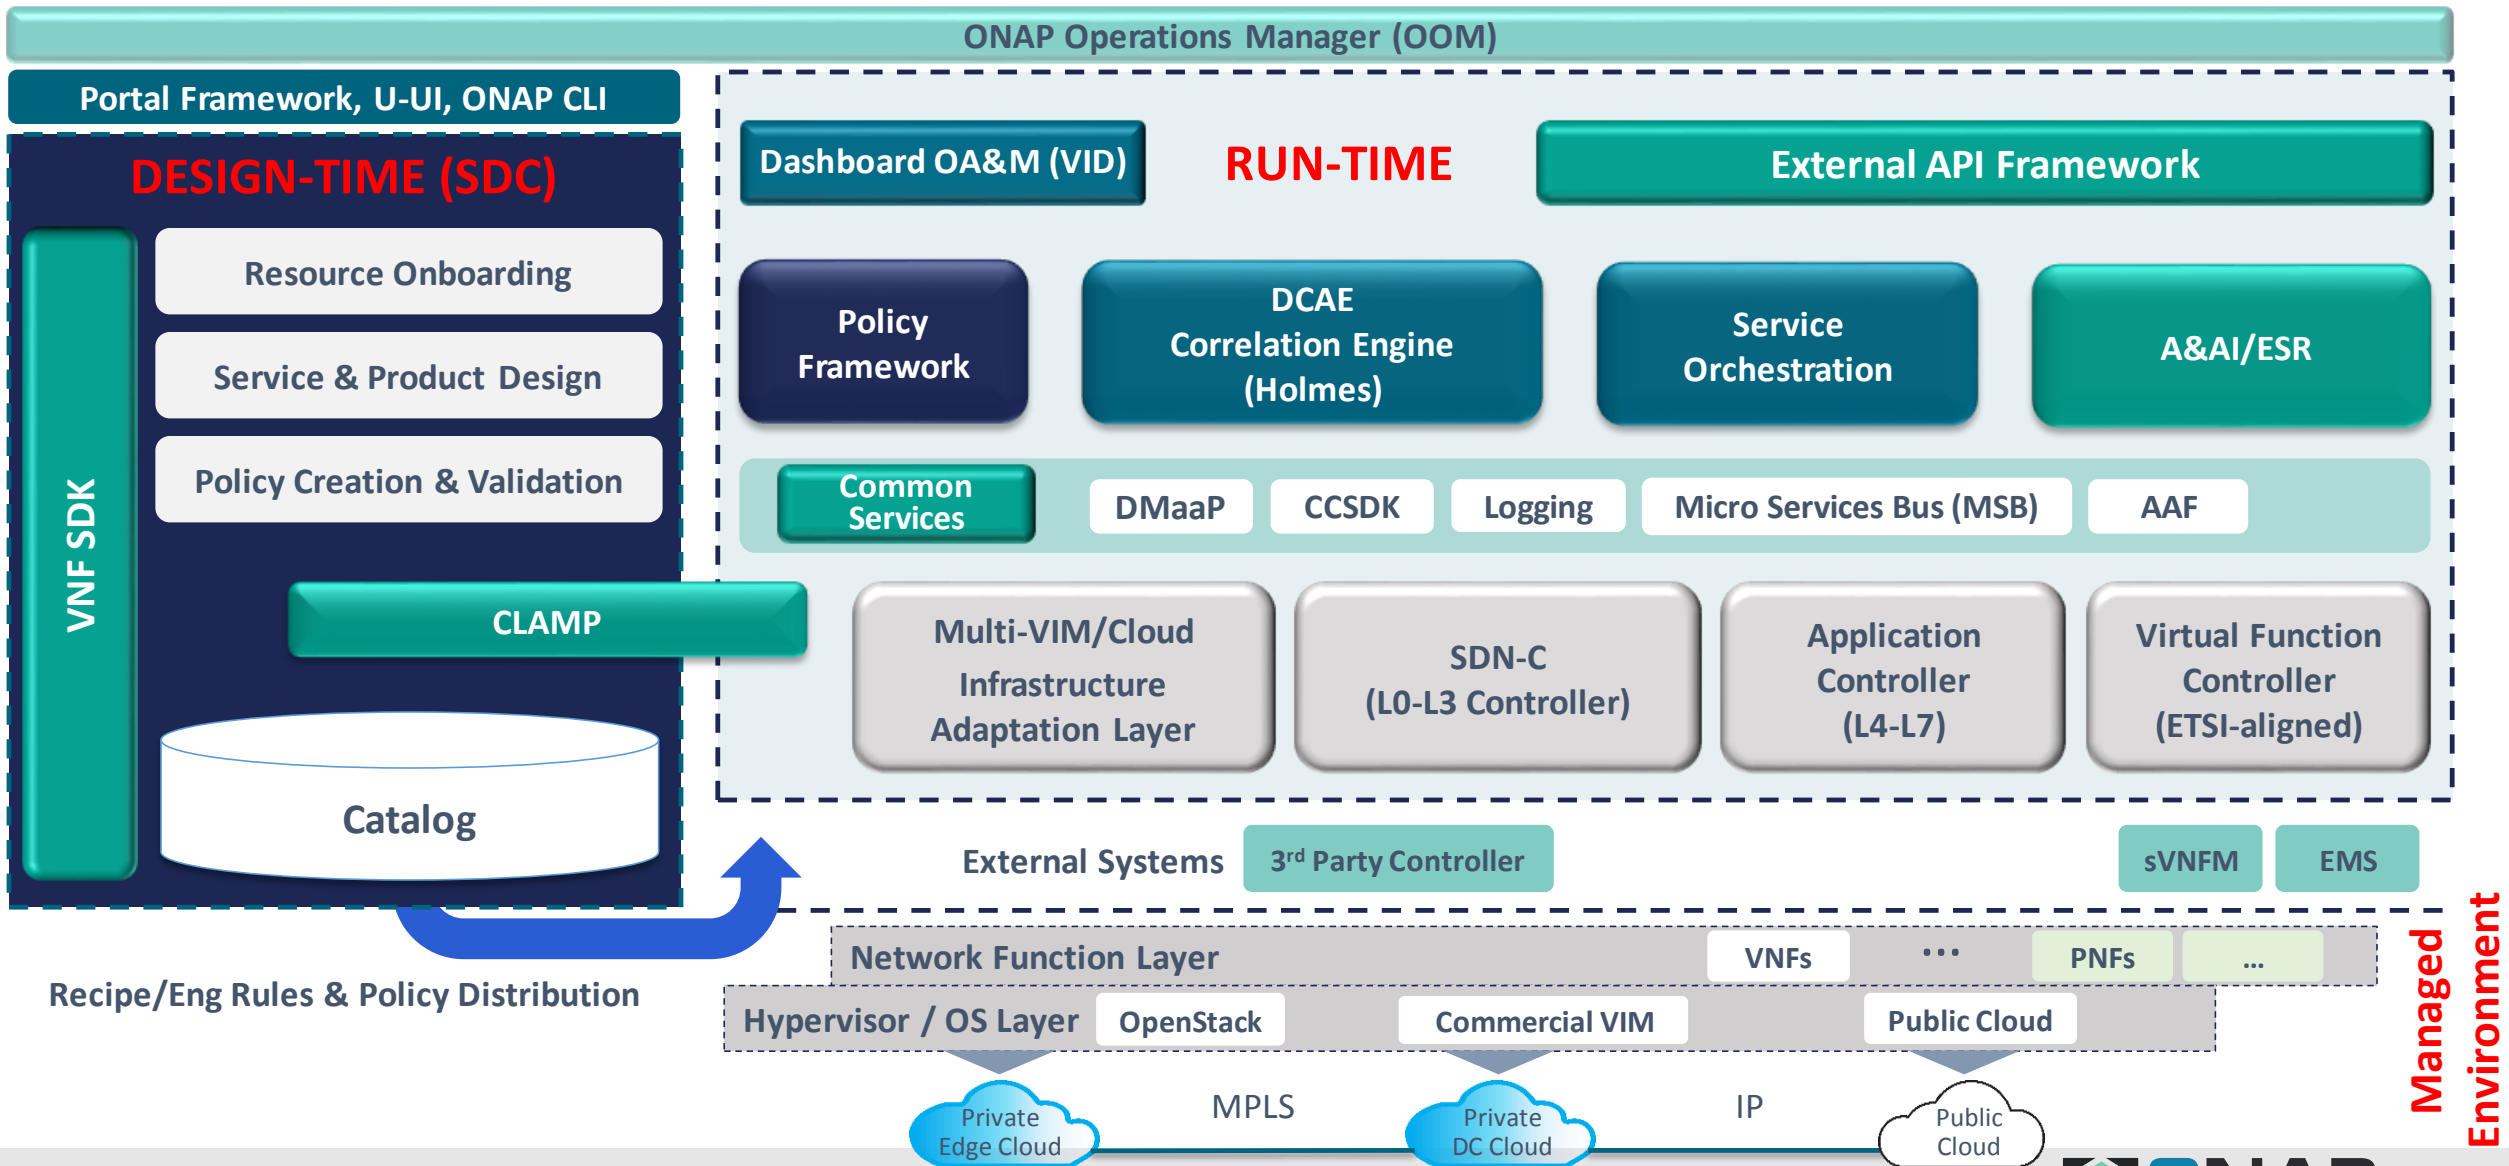 ONAP Operations Manager (OOM)
Portal Framework, U-UI, ONAP CLI
DESIGN-TIME (SDC)
VNF SDK
Resource Onboarding
Service & Product Design
Policy Creation & Validation
CLAMP
Catalog
Recipe/Eng Rules & Policy Distribution
Dashboard OA&M (VID)
RUN-TIME
External API Framework
Policy
Framework
DCAE
Correlation Engine
(Holmes)
Service
Orchestration
A&AI/ESR
Common
Services
DMaaP
CCSDK
Logging
Micro Services Bus (MSB)
AAF
Multi-VIM/Cloud
Infrastructure
Adaptation Layer
SDN-C
(L0-L3 Controller)
Application
Controller
(L4-L7)
Virtual Function
Controller
(ETSI-aligned)
External Systems
3rd Party Controller
sVNFM
EMS
Network Function Layer
VNFs
...
PNFs
...
Hypervisor / OS Layer
OpenStack
Commercial VIM
Public Cloud
Managed
Environment
Private
Edge Cloud
MPLS
Private
DC Cloud
IP
Public
Cloud